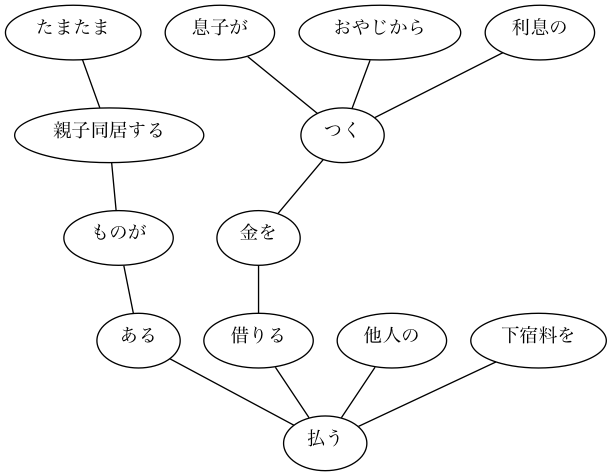 たまたま
息子が
おやじから
利息の
親子同居する
つく
ものが
金を
ある
借りる
他人の
下宿料を
払う